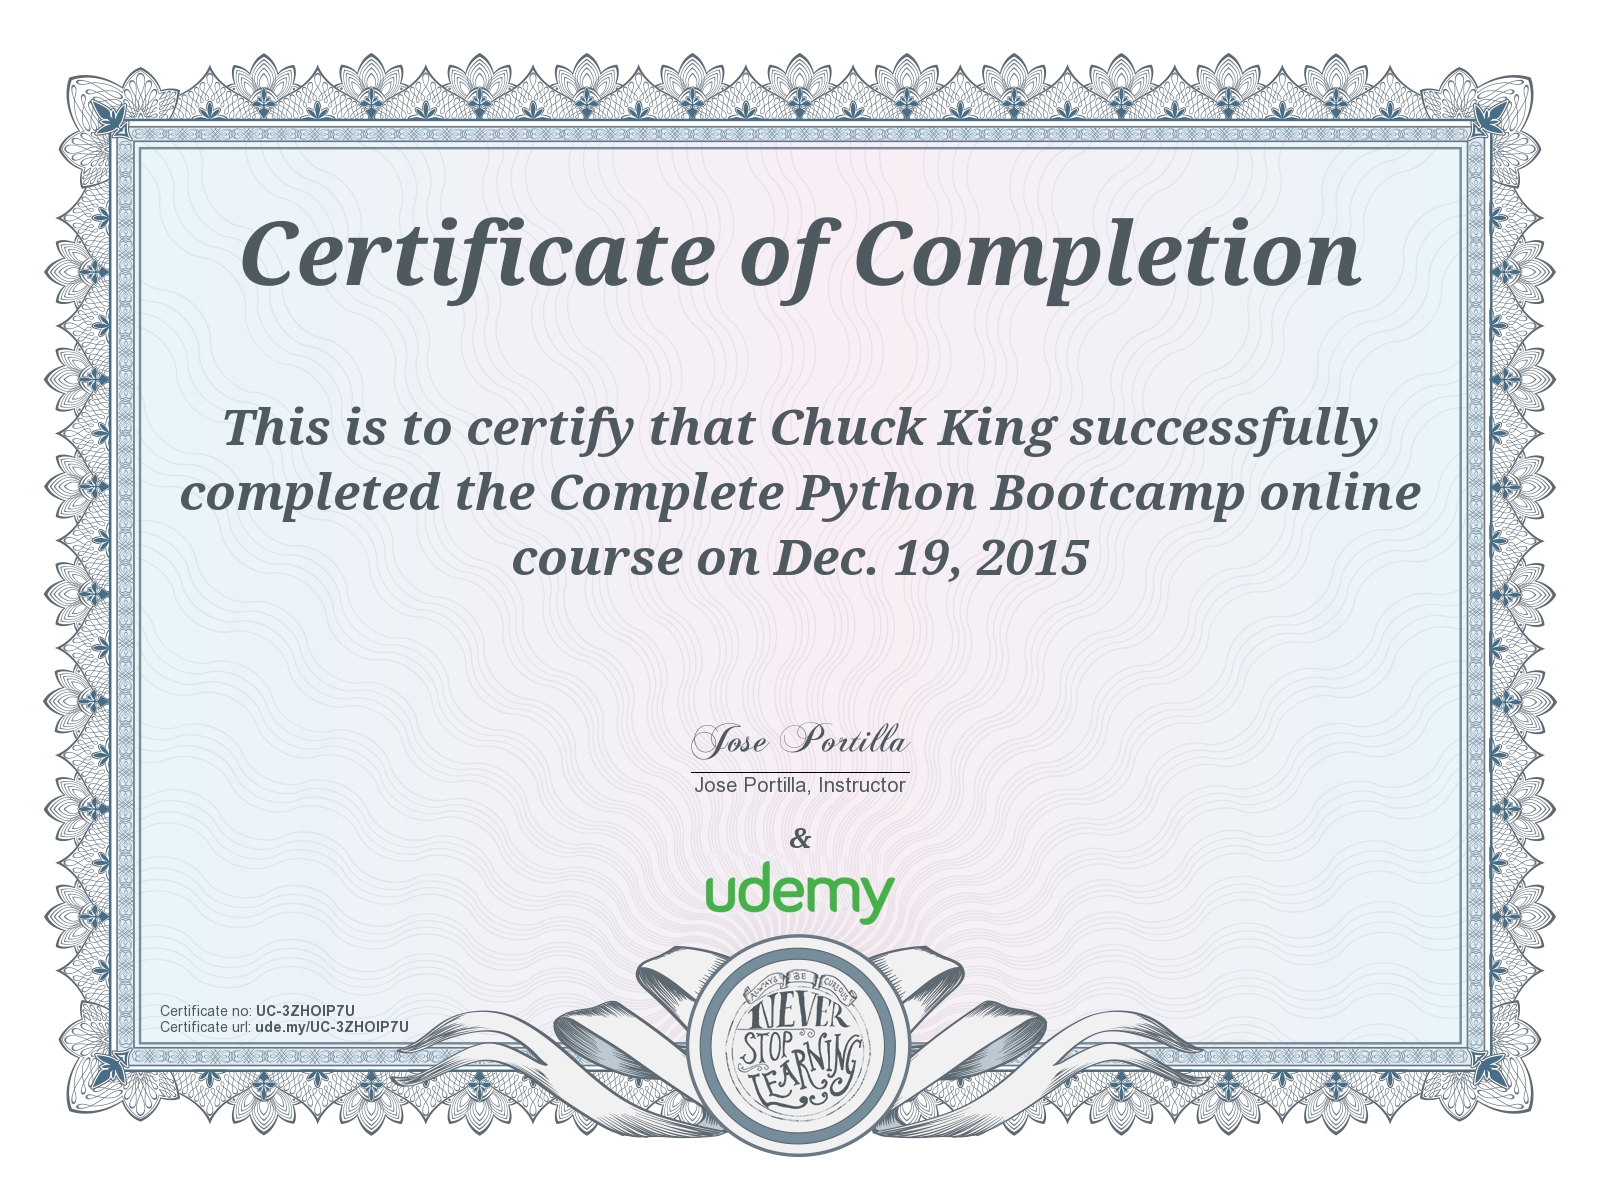 Certificate of Completion
This is to certify that Chuck King successfully
completed the Complete Python Bootcamp online
course on Dec. 19, 2015
Jose Portilla
Jose Portilla, Instructor
&
udemy
Certificate no: UC-3ZHOIP7U
Certificate url: ude.my/UC-3ZHOIP7U
ALWAYS BE CURIOUS
NEVER
STOP
LEARNING